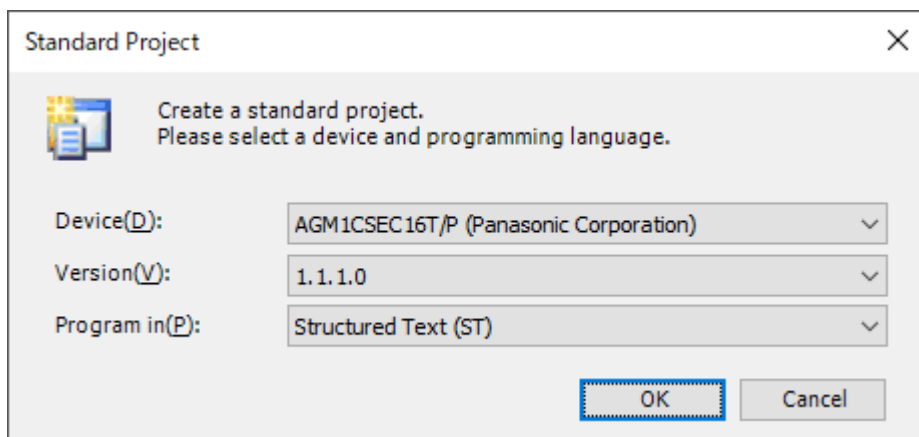 Standard Project
Create a standard project.
Please select a device and programming language.
Device(D): AGM1CSEC16T/P (Panasonic Corporation)
Version(V): 1.1.1.0
Program in(P): Structured Text (ST)
OK Cancel